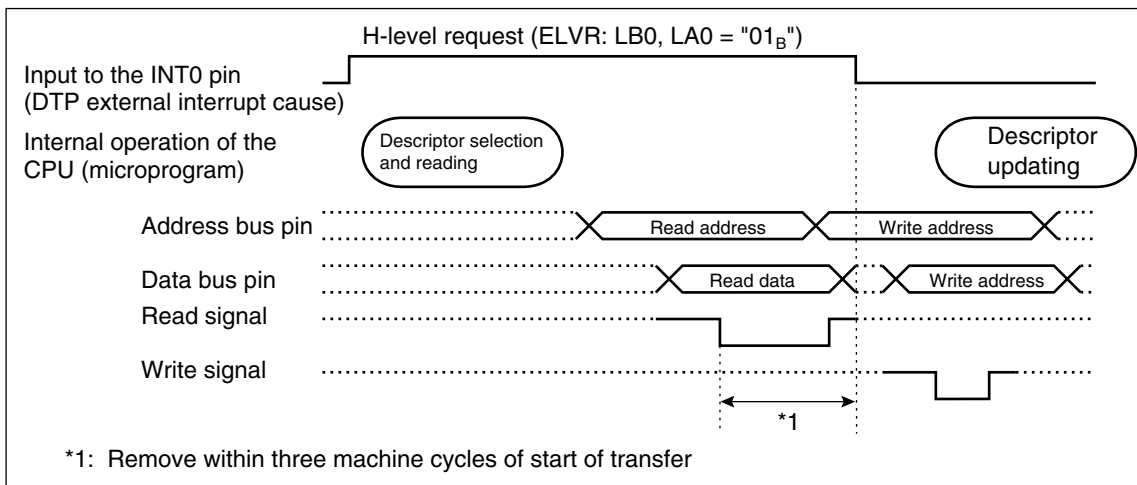 H-level request (ELVR: LB0, LA0 = "01B")
Input to the INT0 pin
(DTP external interrupt cause)
Internal operation of the
CPU (microprogram)
Descriptor selection
and reading
Descriptor
updating
Address bus pin
Read address
Write address
Data bus pin
Read data
Write address
Read signal
Write signal
*1
*1: Remove within three machine cycles of start of transfer